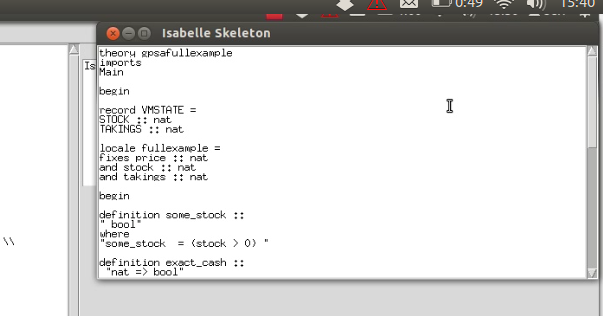 0:49
15:40
Isabelle Skeleton
Is
theory gpsafullexample
imports
Main
begin
record VMSTATE =
STOCK :: nat
TAKINGS :: nat
locale fullexample =
fixes price :: nat
and stock :: nat
and takings :: nat
begin
definition some_stock ::
" bool"
where
"some_stock  = (stock > 0) "
\\
definition exact_cash ::
"nat => bool"